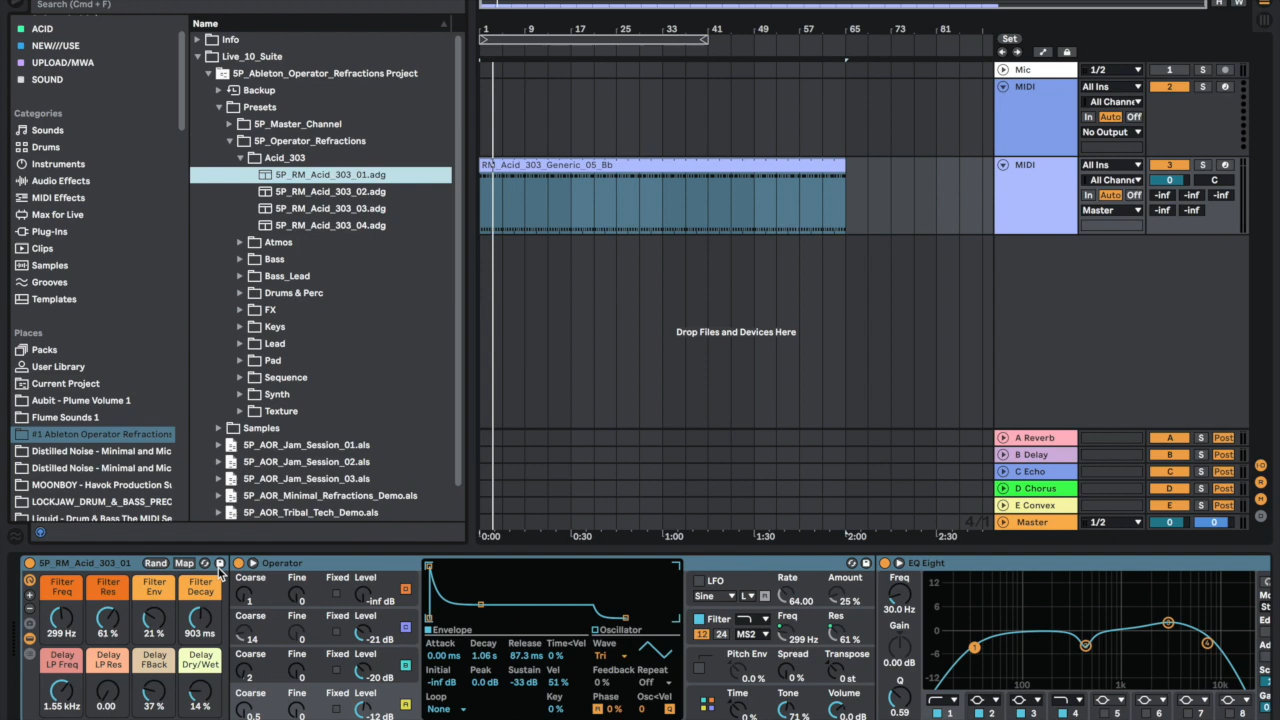 Search (Cmd + F)
ACID
NEW///USE
UPLOAD/MWA
SOUND
Categories
Sounds
Drums
Instruments
Audio Effects
MIDI Effects
Max for Live
Plug-Ins
Clips
Samples
Grooves
Templates
Places
Packs
User Library
Current Project
Aubit - Plume Volume 1
Flume Sounds 1
#1 Ableton Operator Refractions
Distilled Noise - Minimal and Mic
Distilled Noise - Minimal and Mic
MOONBOY - Havok Production Su
LOCKJAW_DRUM_&_BASS_PREC
Liquid - Drum & Bass The MIDI Se
Name
Info
Live_10_Suite
5P_Ableton_Operator_Refractions Project
Backup
Presets
5P_Master_Channel
5P_Operator_Refractions
Acid_303
5P_RM_Acid_303_01.adg
5P_RM_Acid_303_02.adg
5P_RM_Acid_303_03.adg
5P_RM_Acid_303_04.adg
Atmos
Bass
Bass_Lead
Drums & Perc
FX
Keys
Lead
Pad
Sequence
Synth
Texture
Samples
5P_AOR_Jam_Session_01.als
5P_AOR_Jam_Session_02.als
5P_AOR_Jam_Session_03.als
5P_AOR_Minimal_Refractions_Demo.als
5P_AOR_Tribal_Tech_Demo.als
H W
1 9 17 25 33 41 49 57 65 73 81
Set
RM_Acid_303_Generic_05_Bb
Drop Files and Devices Here
4/1
0:00 0:30 1:00 1:30 2:00 2:30
Mic 1/2 1 S
MIDI All Ins 2 S
All Channe
In Auto Off
No Output
MIDI All Ins 3 S
All Channe 0 C
In Auto Off -inf -inf -inf
Master -inf -inf
A Reverb A S Post
B Delay B S Post
C Echo C S Post
D Chorus D S Post
E Convex E S Post
Master 1/2 0 0
5P_RM_Acid_303_01 Rand Map
Filter Freq Filter Res Filter Env Filter Decay
299 Hz 61 % 21 % 903 ms
Delay LP Freq Delay LP Res Delay FBack Delay Dry/Wet
1.55 kHz 0.00 37 % 14 %
Operator
Coarse Fine Fixed Level
1 0 -inf dB D
Coarse Fine Level
14 0 -21 dB C
Coarse Fine Level
2 0 -20 dB B
Coarse Fine Level
0.5 0 -12 dB A
Envelope Oscillator
Attack Decay Release Time<Vel Wave
0.00 ms 1.06 s 87.3 ms 0 % Tri
Initial Peak Sustain Vel Feedback Repeat
-inf dB 0.0 dB -33 dB 51 % 0 % Off
Loop Key Phase Osc<Vel
None 0% R 0 % 0 Q
LFO Rate Amount
Sine L R 64.00 25 %
Filter Freq Res
12 24 MS2 299 Hz 61 %
Pitch Env Spread Transpose
0.0 % 0 % 0 st
Time Tone Volume
0 % 71 % 0.0 dB
EQ Eight
Freq
30.0 Hz
Gain
0.00 dB
Q
0.59
12
6
0
-6
-12
100 1k 10k
1 2 3 4 5 6 7 8